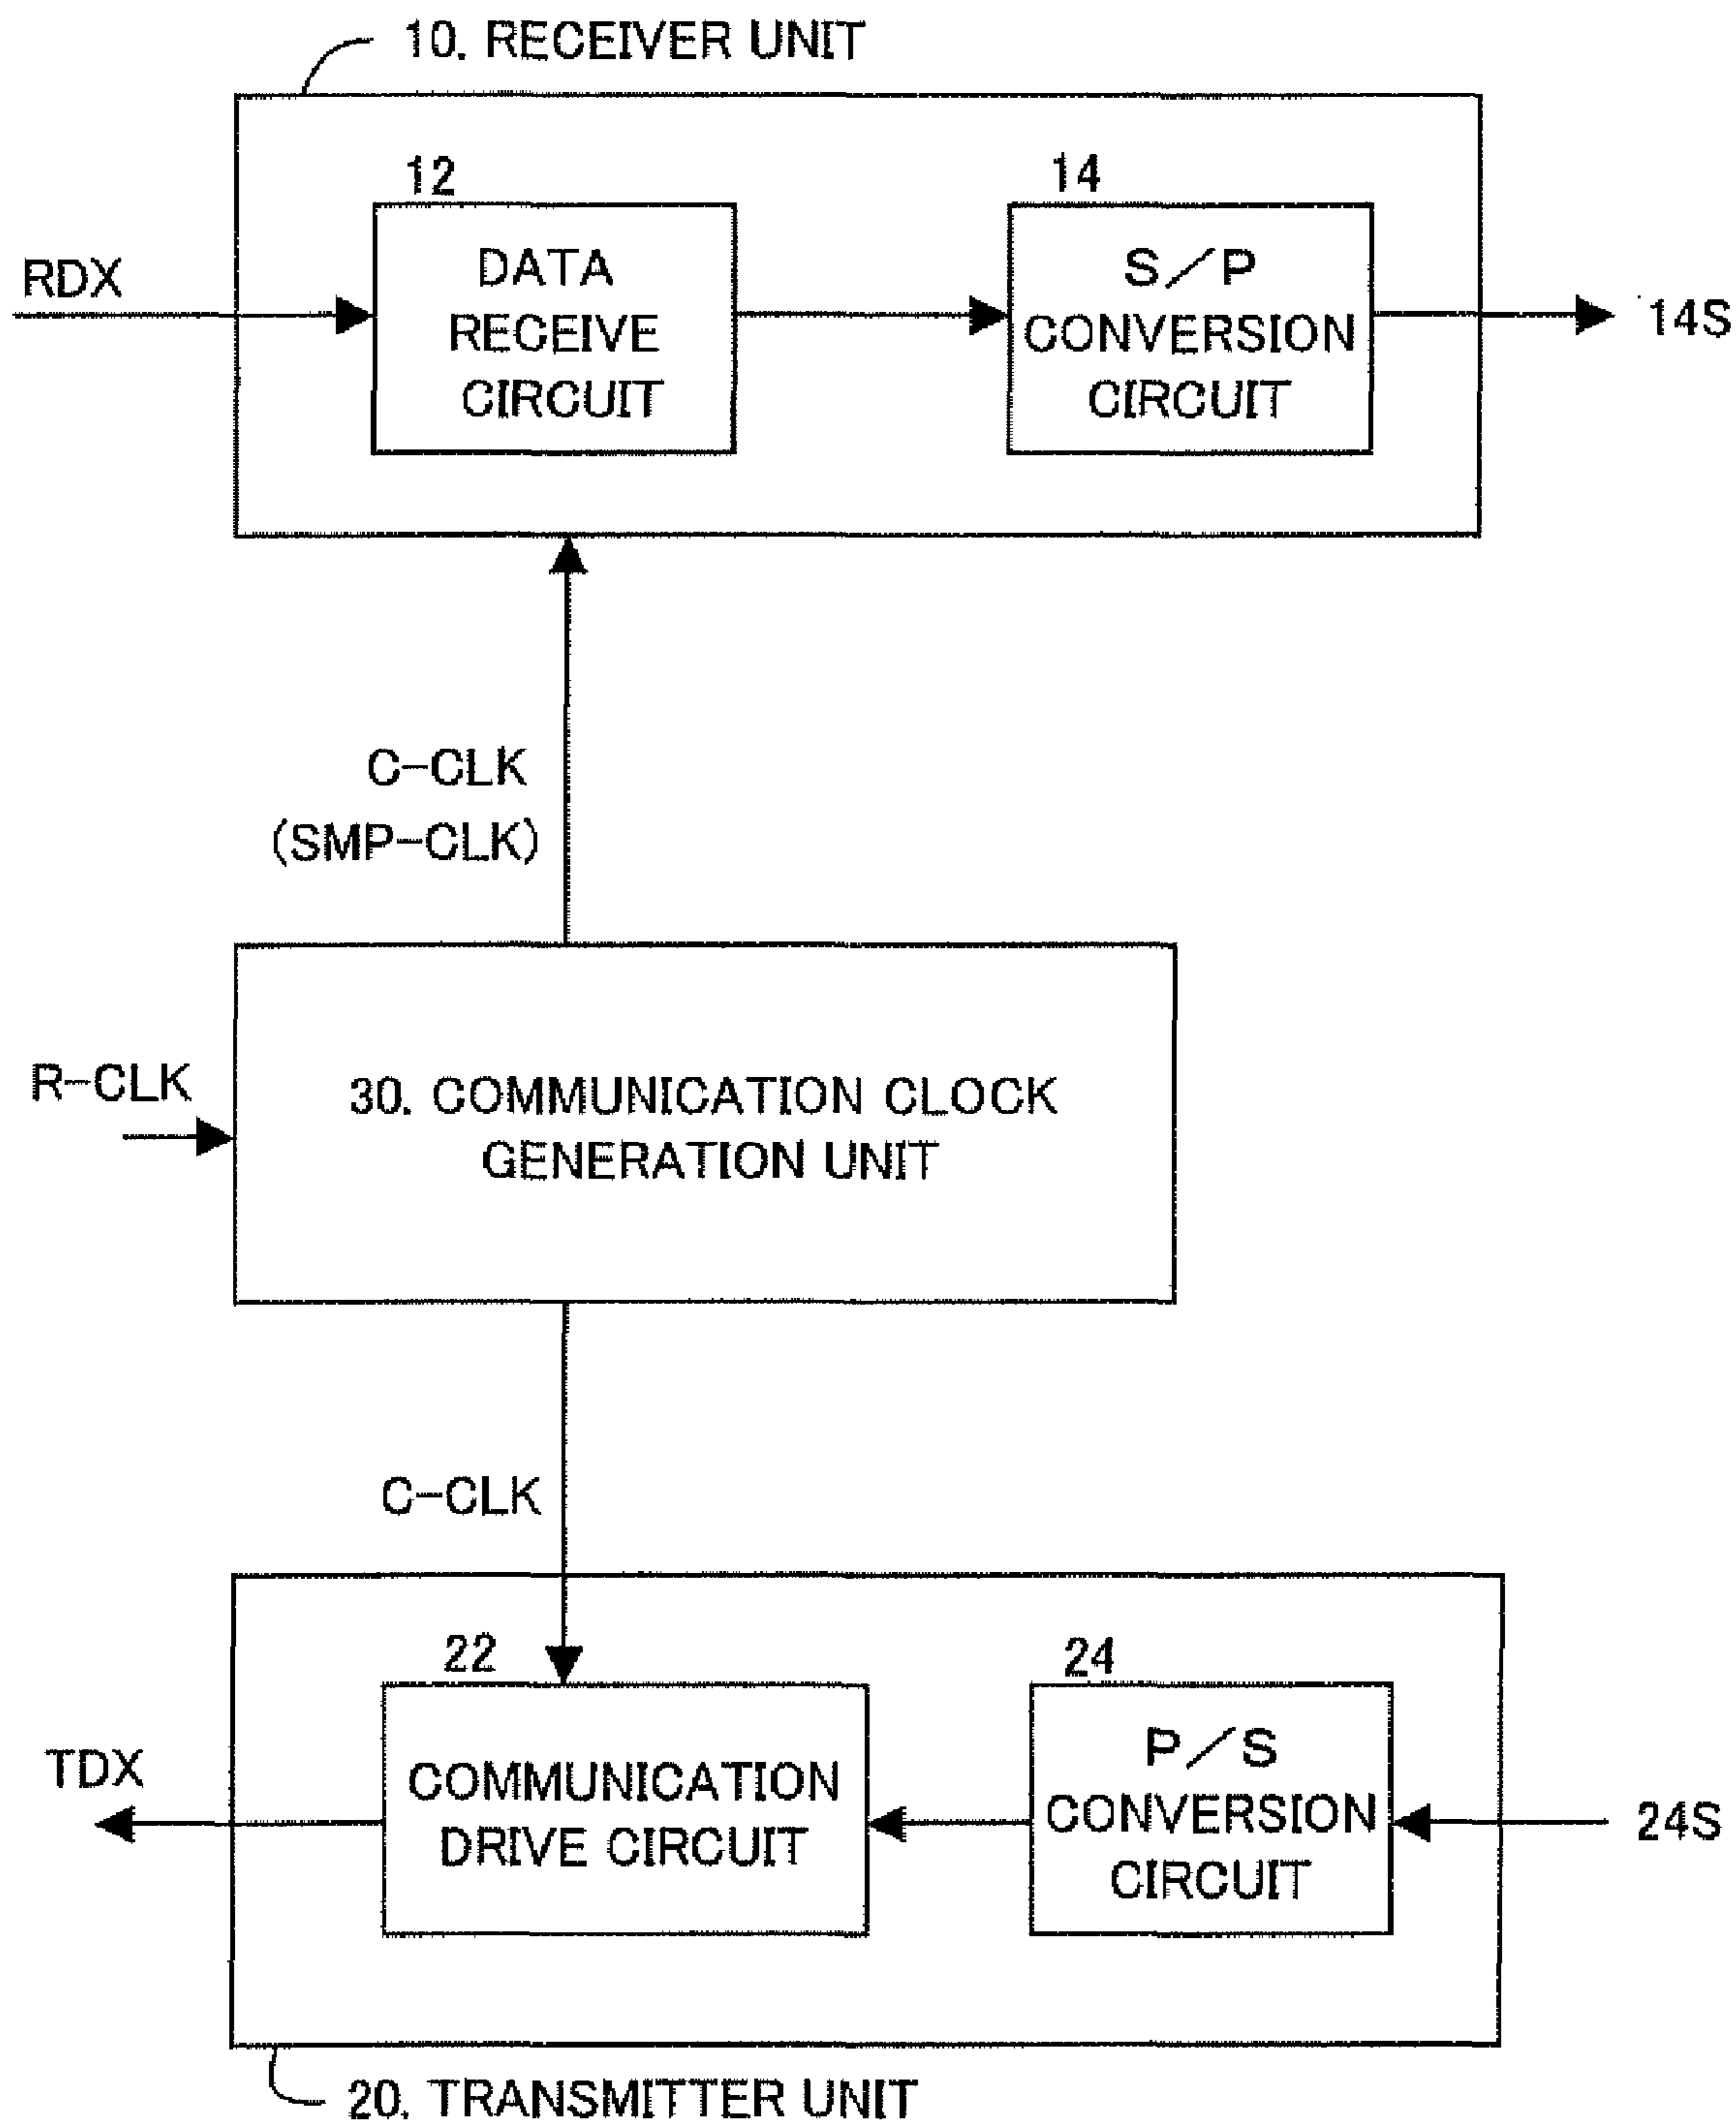 10. RECEIVER UNIT
12
14
RDX
DATA
RECEIVE
CIRCUIT
S/P
CONVERSION
CIRCUIT
14S
C-CLK
(SMP-CLK)
R-CLK
30. COMMUNICATION CLOCK
GENERATION UNIT
C-CLK
22
24
TDX
COMMUNICATION
DRIVE CIRCUIT
P/S
CONVERSION
CIRCUIT
24S
20. TRANSMITTER UNIT